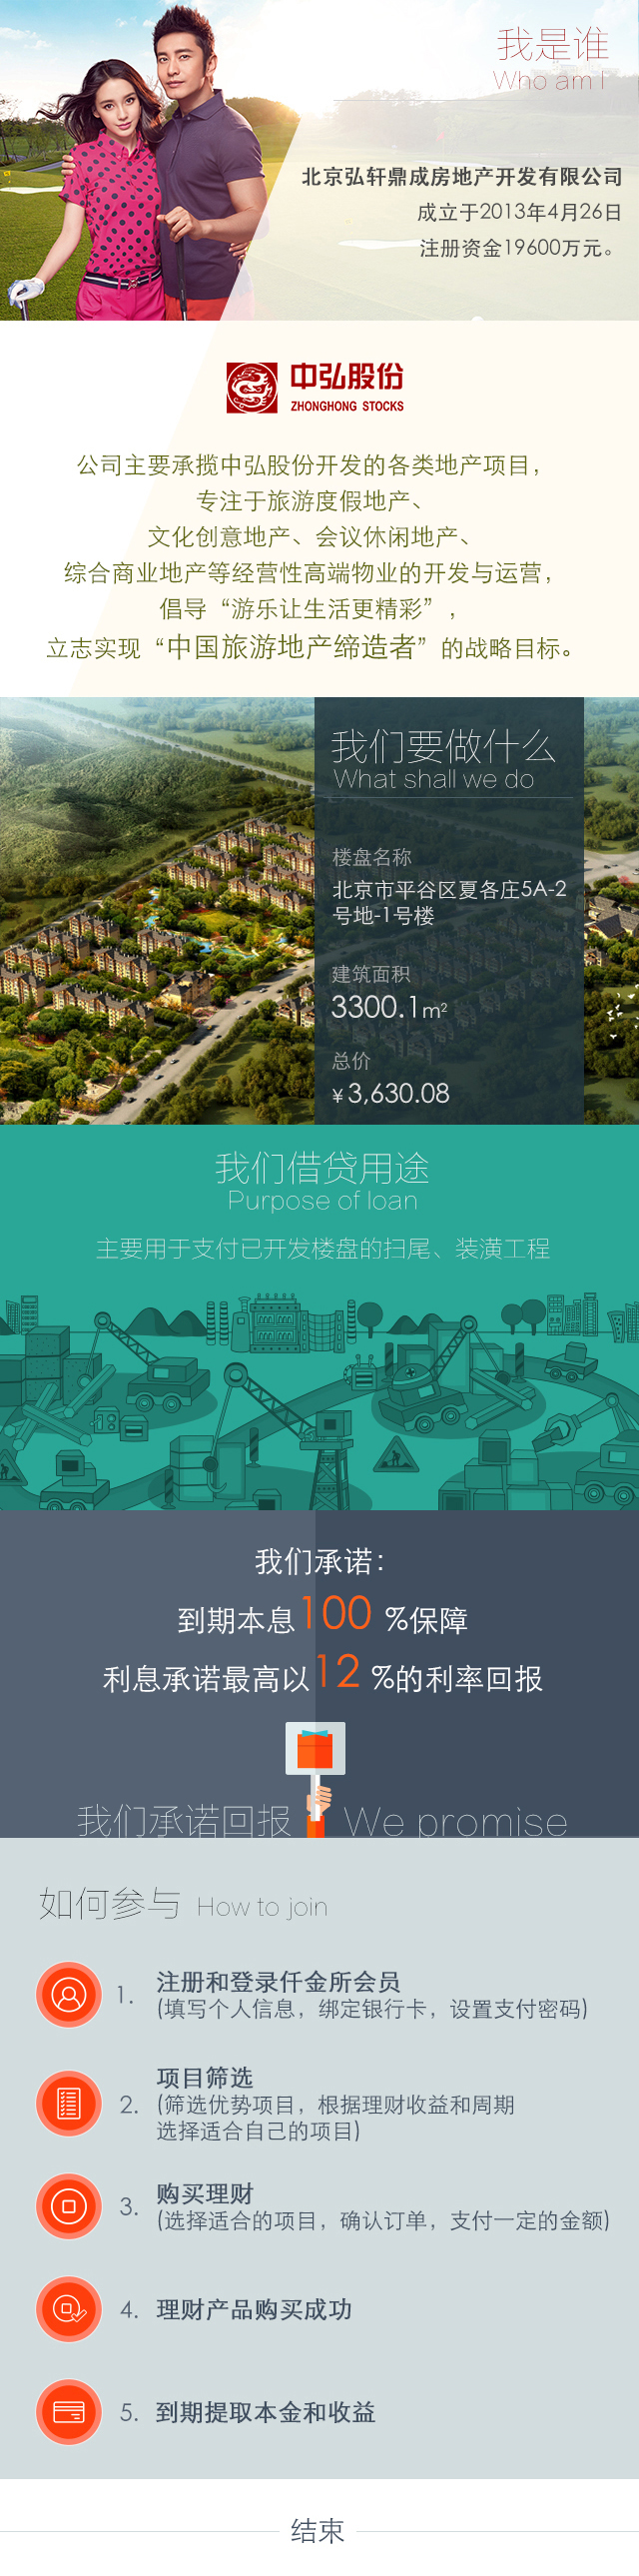 我是谁
Who am I
北京弘轩鼎成房地产开发有限公司
成立于2013年4月26日
注册资金19600万元。
中弘股份
ZHONGHONG STOCKS
公司主要承揽中弘股份开发的各类地产项目，
专注于旅游度假地产、
文化创意地产、会议休闲地产、
综合商业地产等经营性高端物业的开发与运营，
倡导“游乐让生活更精彩”，
立志实现“中国旅游地产缔造者”的战略目标。
我们要做什么
What shall we do
楼盘名称
北京市平谷区夏各庄5A-2
号地-1号楼
建筑面积
3300.1m²
总价
¥3,630.08
我们借贷用途
Purpose of loan
主要用于支付已开发楼盘的扫尾、装潢工程
我们承诺：
到期本息100 %保障
利息承诺最高以12 %的利率回报
我们承诺回报 We promise
如何参与 How to join
1. 注册和登录仟金所会员
(填写个人信息，绑定银行卡，设置支付密码)
2. 项目筛选
(筛选优势项目，根据理财收益和周期
选择适合自己的项目)
3. 购买理财
(选择适合的项目，确认订单，支付一定的金额)
4. 理财产品购买成功
5. 到期提取本金和收益
结束